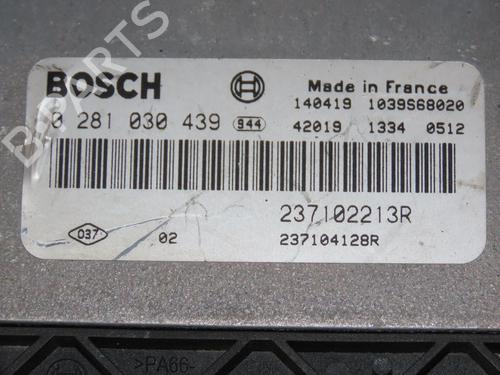 B-PARTS
BOSCH
Made in France
140419 1039S68020
0 281 030 439 944
42019 1334 0512
237102213R
037 02 237104128R
>PA66-